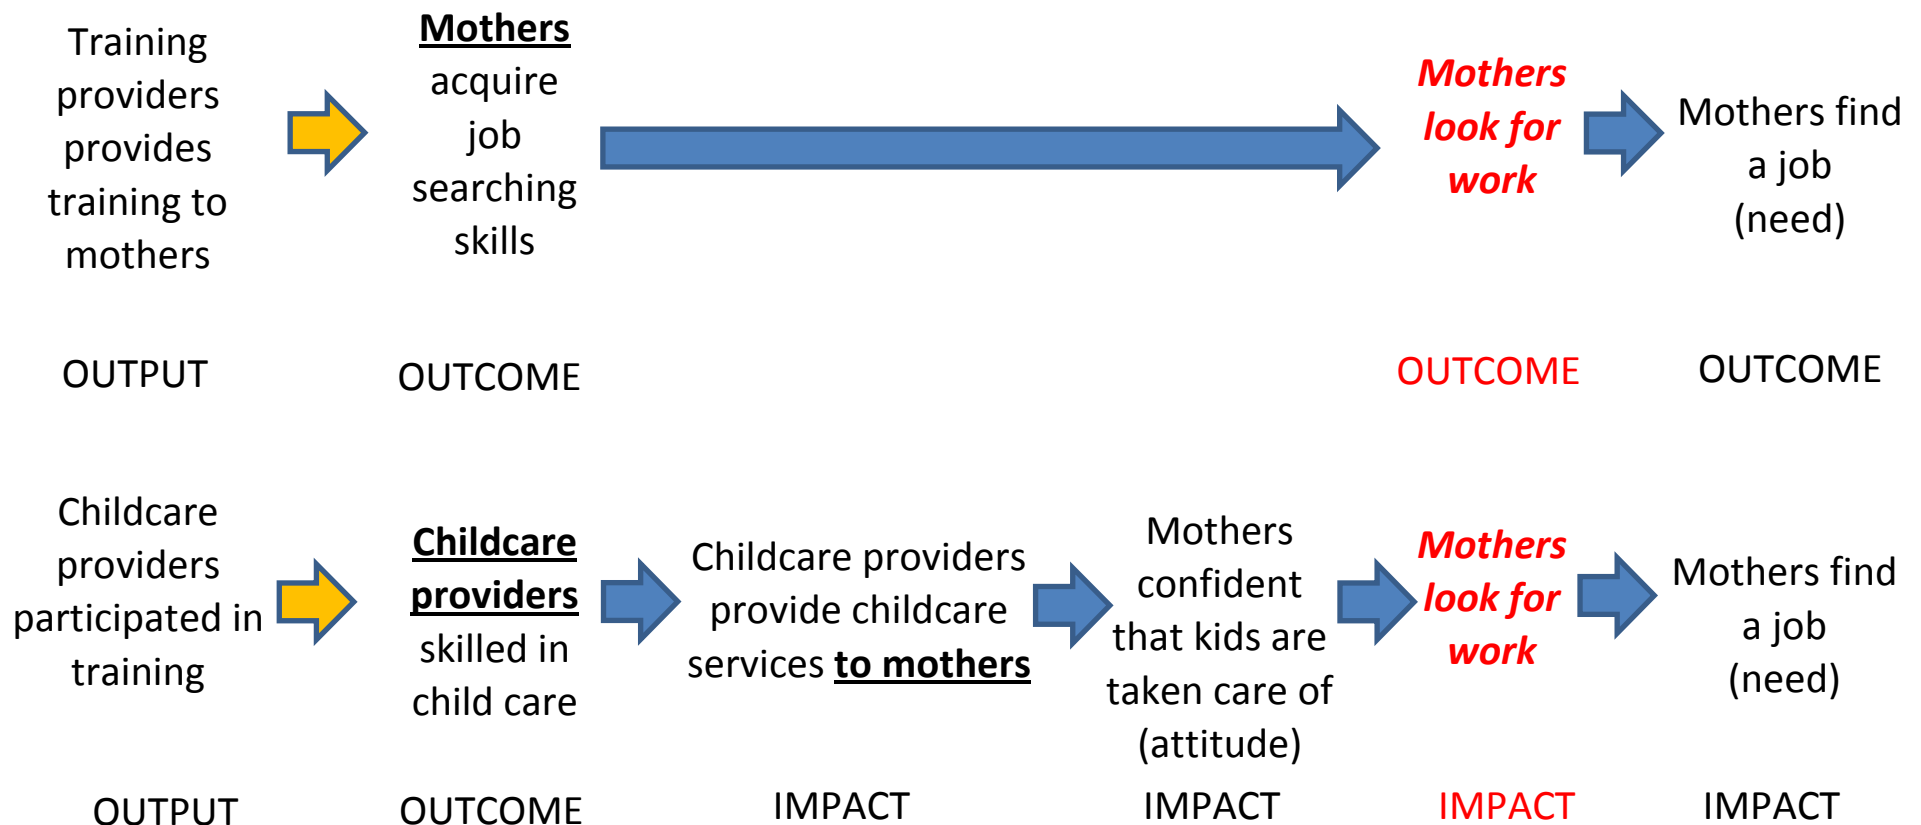 Training
providers
provides
training to
mothers
Mothers
acquire
job
searching
skills
Mothers
look for
work
Mothers find
a job
(need)
OUTPUT
OUTCOME
OUTCOME
OUTCOME
Childcare
providers
participated in
training
Childcare
providers
skilled in
child care
Childcare providers
provide childcare
services to mothers
Mothers
confident
that kids are
taken care of
(attitude)
Mothers
look for
work
Mothers find
a job
(need)
OUTPUT
OUTCOME
IMPACT
IMPACT
IMPACT
IMPACT